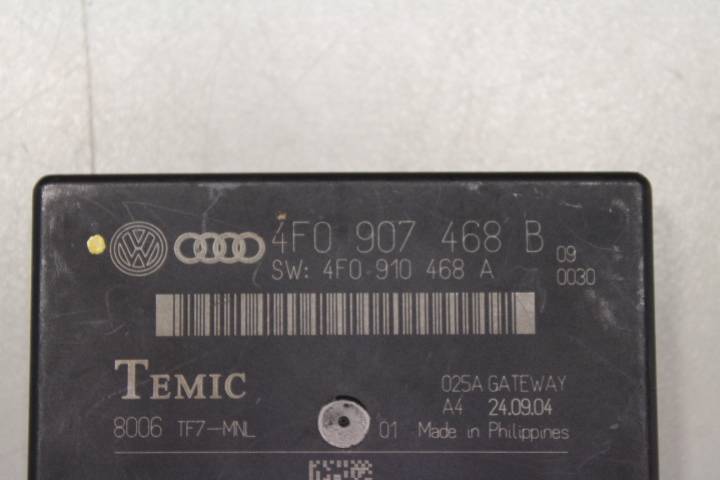 4F0 907 468 B
SW: 4F0 910 468 A
09
0030
TEMIC
025A GATEWAY
A4 24.09.04
8006 TF7-MNL
01 Made in Philippines